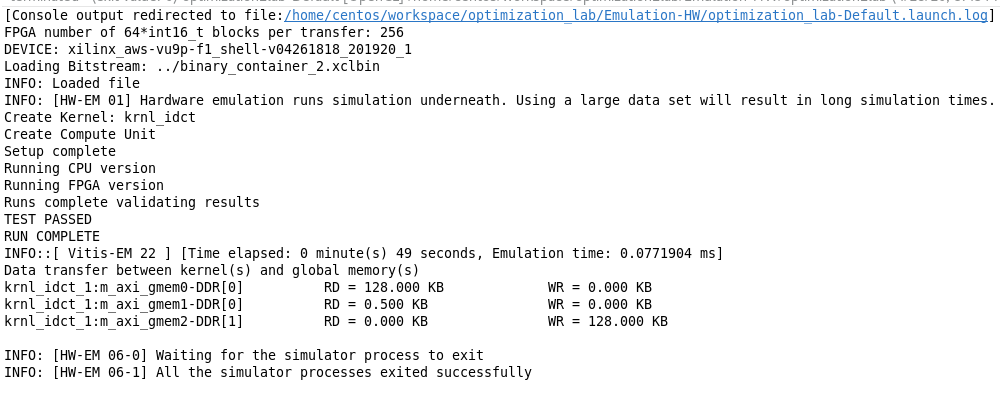 [Console output redirected to file:/home/centos/workspace/optimization_lab/Emulation-HW/optimization_lab-Default.launch.log]
FPGA number of 64*int16_t blocks per transfer: 256
DEVICE: xilinx_aws-vu9p-f1_shell-v04261818_201920_1
Loading Bitstream: ../binary_container_2.xclbin
INFO: Loaded file
INFO: [HW-EM 01] Hardware emulation runs simulation underneath. Using a large data set will result in long simulation times.
Create Kernel: krnl_idct
Create Compute Unit
Setup complete
Running CPU version
Running FPGA version
Runs complete validating results
TEST PASSED
RUN COMPLETE
INFO::[ Vitis-EM 22 ] [Time elapsed: 0 minute(s) 49 seconds, Emulation time: 0.0771904 ms]
Data transfer between kernel(s) and global memory(s)
krnl_idct_1:m_axi_gmem0-DDR[0]          RD = 128.000 KB             WR = 0.000 KB
krnl_idct_1:m_axi_gmem1-DDR[0]          RD = 0.500 KB               WR = 0.000 KB
krnl_idct_1:m_axi_gmem2-DDR[1]          RD = 0.000 KB               WR = 128.000 KB
INFO: [HW-EM 06-0] Waiting for the simulator process to exit
INFO: [HW-EM 06-1] All the simulator processes exited successfully